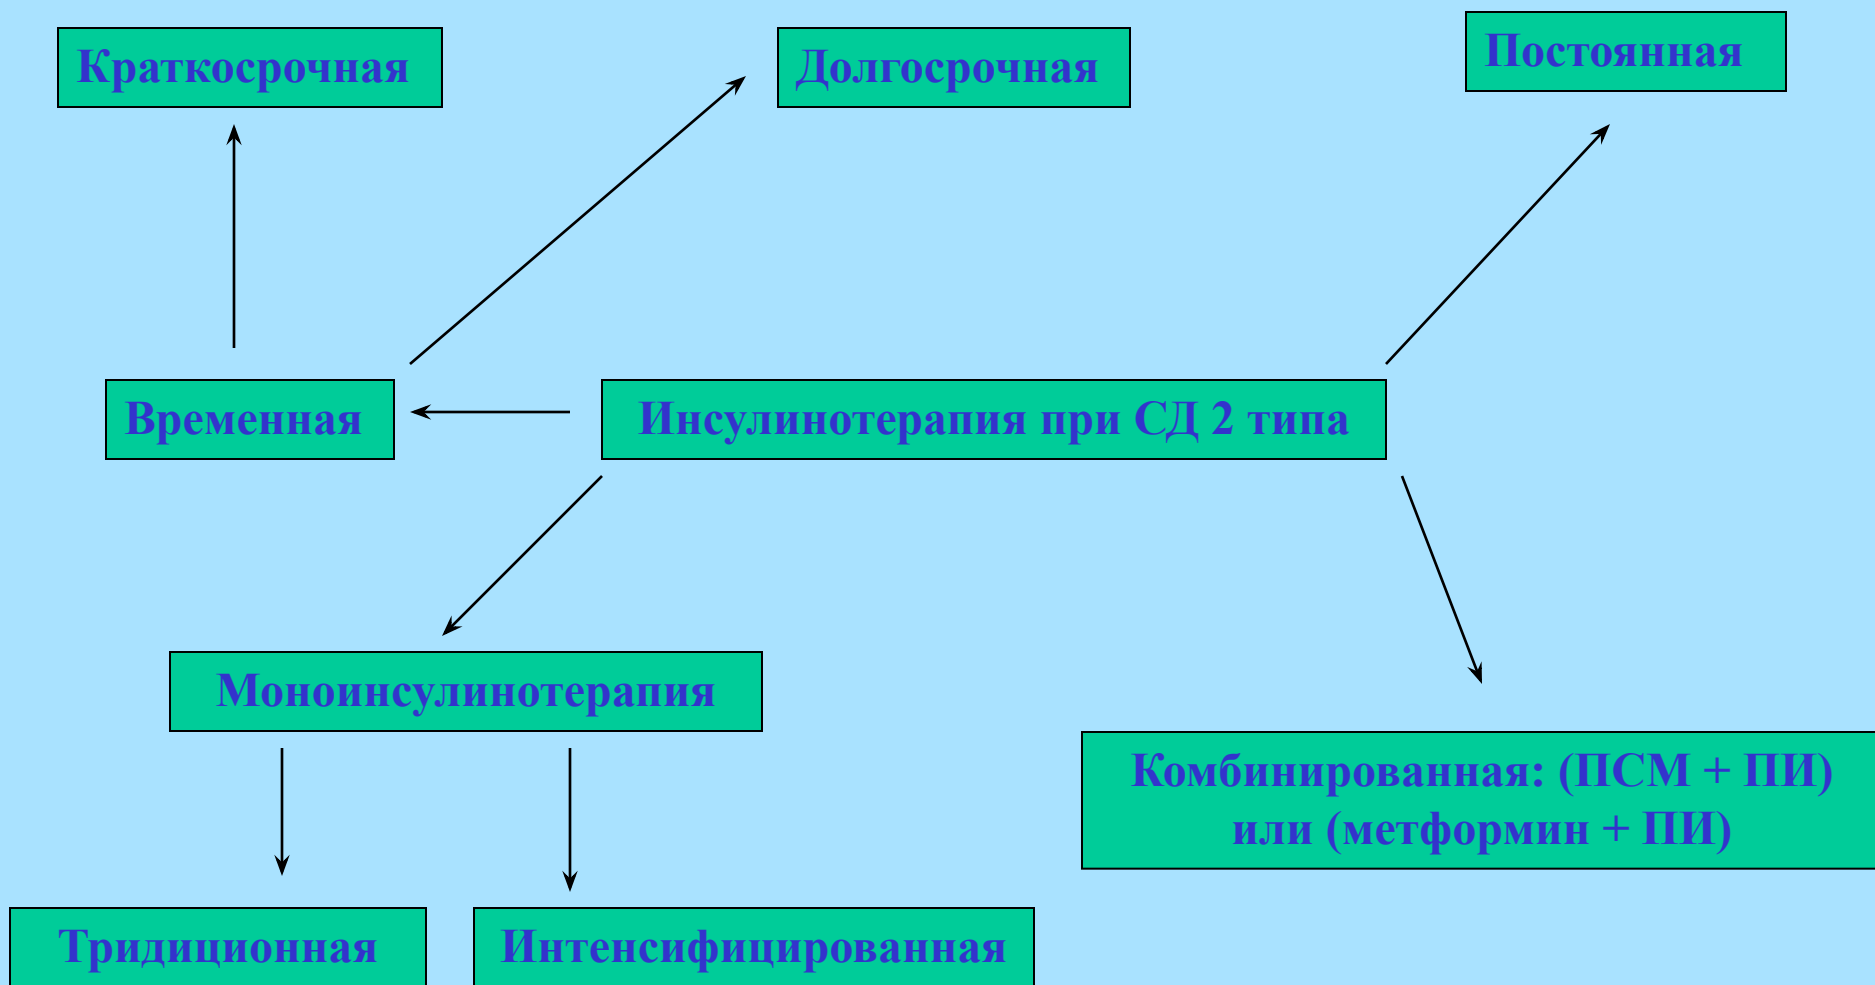 Краткосрочная
Долгосрочная
Постоянная
Временная
Инсулинотерапия при СД 2 типа
Моноинсулинотерапия
Комбинированная: (ПСМ + ПИ)
или (метформин + ПИ)
Тридиционная
Интенсифицированная